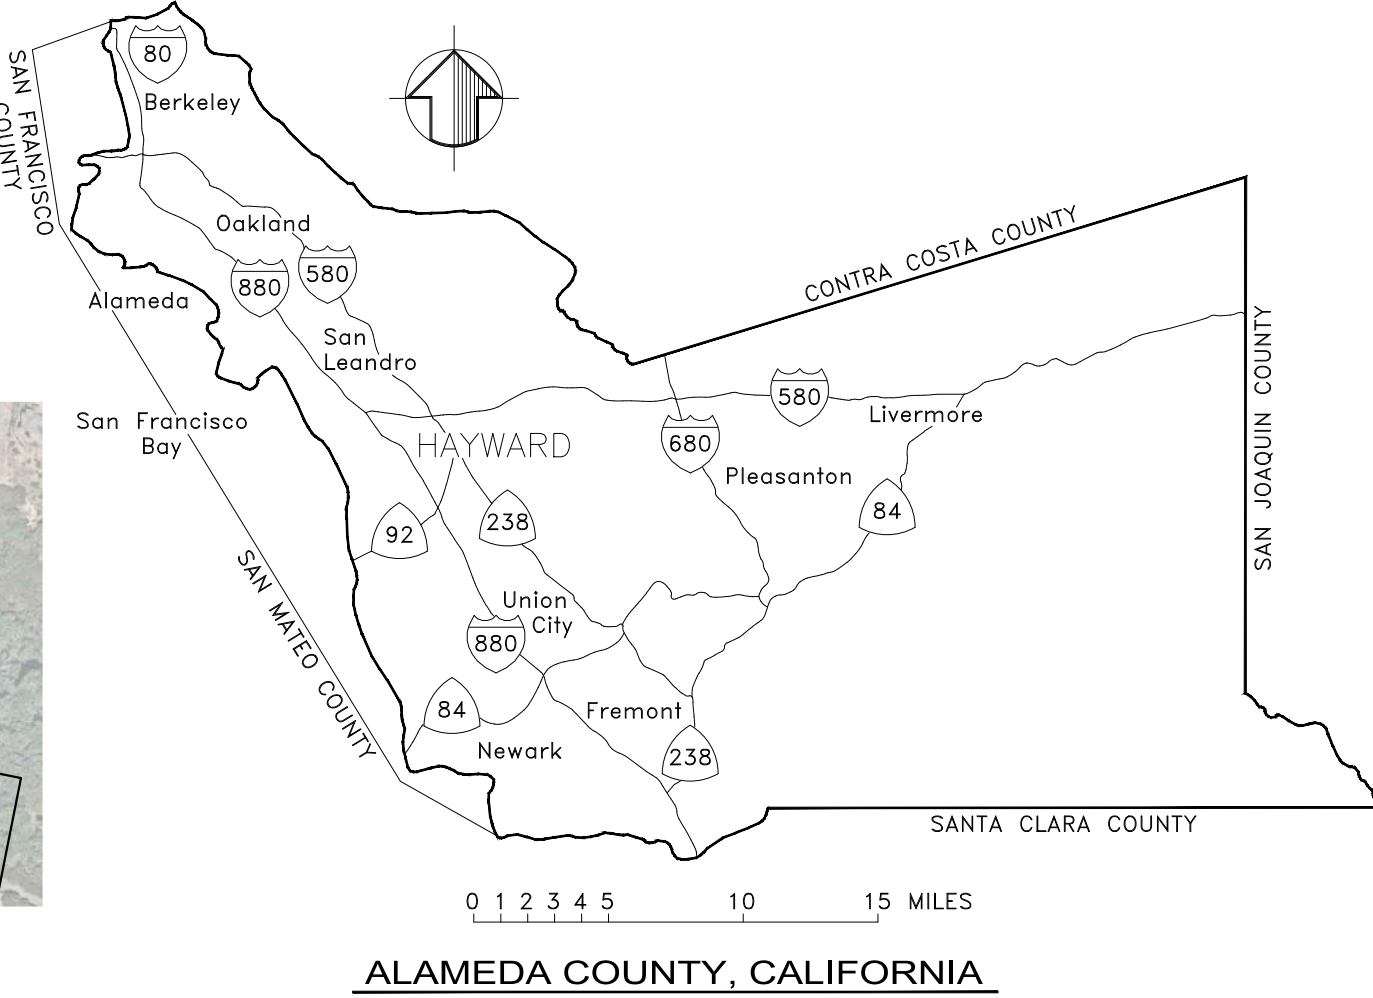 80
Berkeley
SAN FRANCISCO
COUNTY
Oakland
580
880
Alameda
San
Leandro
CONTRA COSTA COUNTY
SAN JOAQUIN COUNTY
580
Livermore
San Francisco
Bay
HAYWARD
680
Pleasanton
84
92
238
SAN MATEO COUNTY
Union
City
880
84
Fremont
Newark
238
SANTA CLARA COUNTY
0 1 2 3 4 5 10 15 MILES
ALAMEDA COUNTY, CALIFORNIA